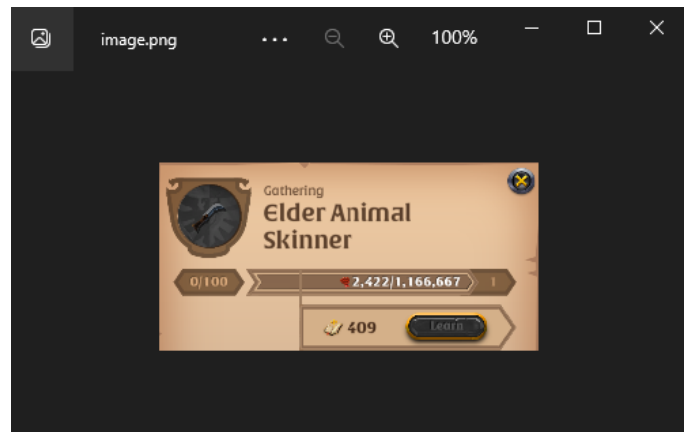 image.png
100%
Gathering
Elder Animal
Skinner
0/100
2,422/1,166,667
1
409
Learn